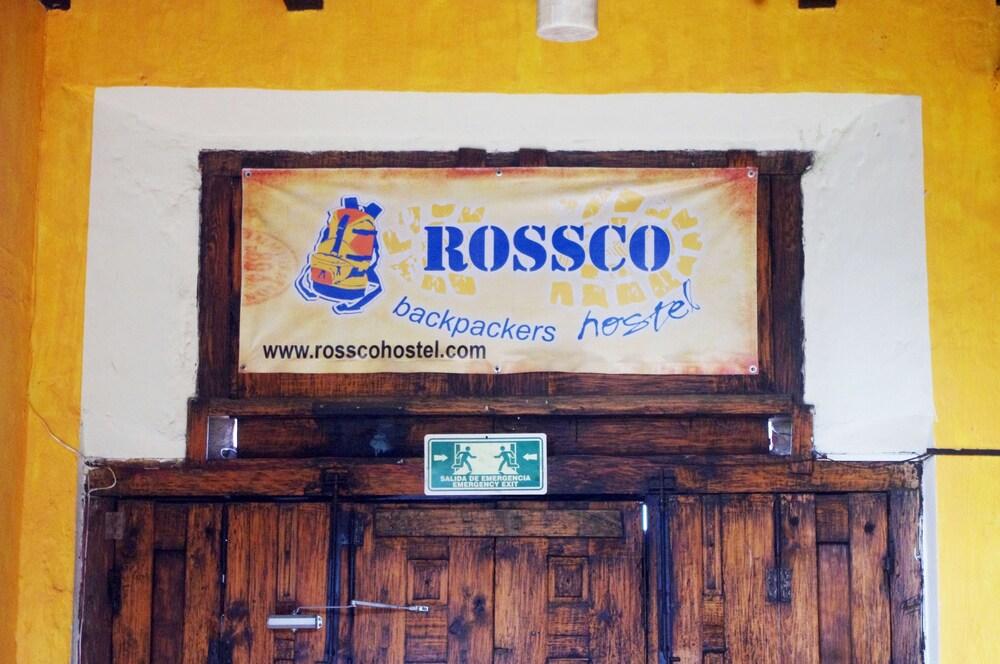 ROSSCO
backpackers hostel
www.rosscohostel.com
SALIDA DE EMERGENCIA
EMERGENCY EXIT